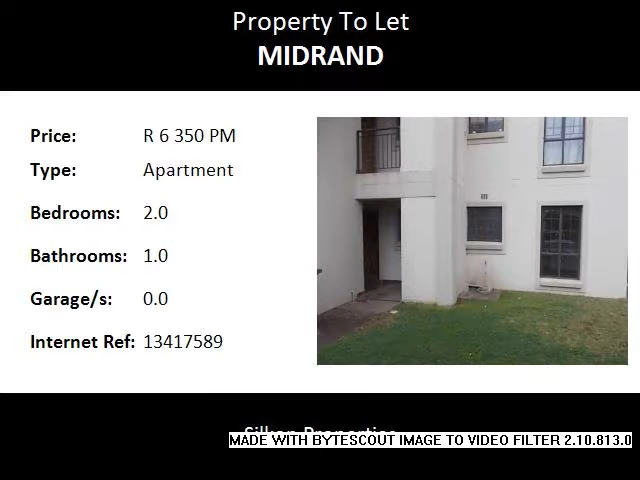 Property To Let
MIDRAND
Price: R 6 350 PM
Type: Apartment
Bedrooms: 2.0
Bathrooms: 1.0
Garage/s: 0.0
Internet Ref: 13417589
Properties
MADE WITH BYTESCOUT IMAGE TO VIDEO FILTER 2.10.813.0